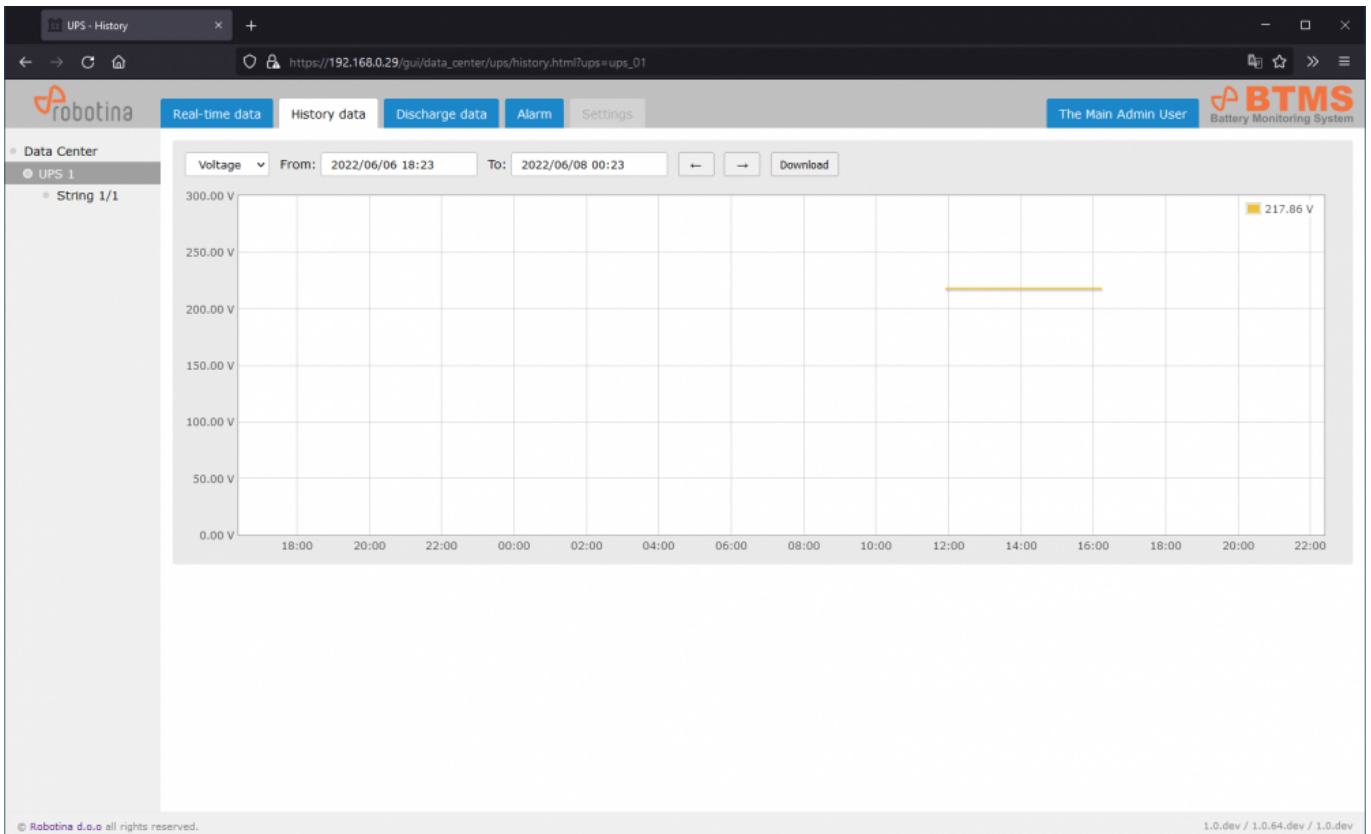 UPS - History
https://192.168.0.29/gui/data_center/ups/history.html?ups=ups_01
robotina
Real-time data History data Discharge data Alarm Settings
The Main Admin User
BTMS
Battery Monitoring System
Data Center
UPS 1
String 1/1
Voltage From: 2022/06/06 18:23 To: 2022/06/08 00:23 ← → Download
300.00 V
217.86 V
250.00 V
200.00 V
150.00 V
100.00 V
50.00 V
0.00 V
18:00 20:00 22:00 00:00 02:00 04:00 06:00 08:00 10:00 12:00 14:00 16:00 18:00 20:00 22:00
© Robotina d.o.o all rights reserved.
1.0.dev / 1.0.64.dev / 1.0.dev